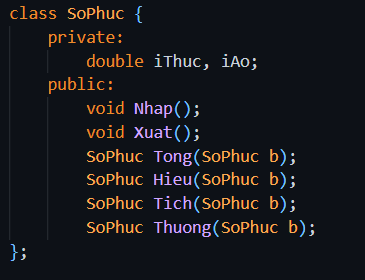 class SoPhuc {
    private:
        double iThuc, iAo;
    public:
        void Nhap();
        void Xuat();
        SoPhuc Tong(SoPhuc b);
        SoPhuc Hieu(SoPhuc b);
        SoPhuc Tich(SoPhuc b);
        SoPhuc Thuong(SoPhuc b);
};